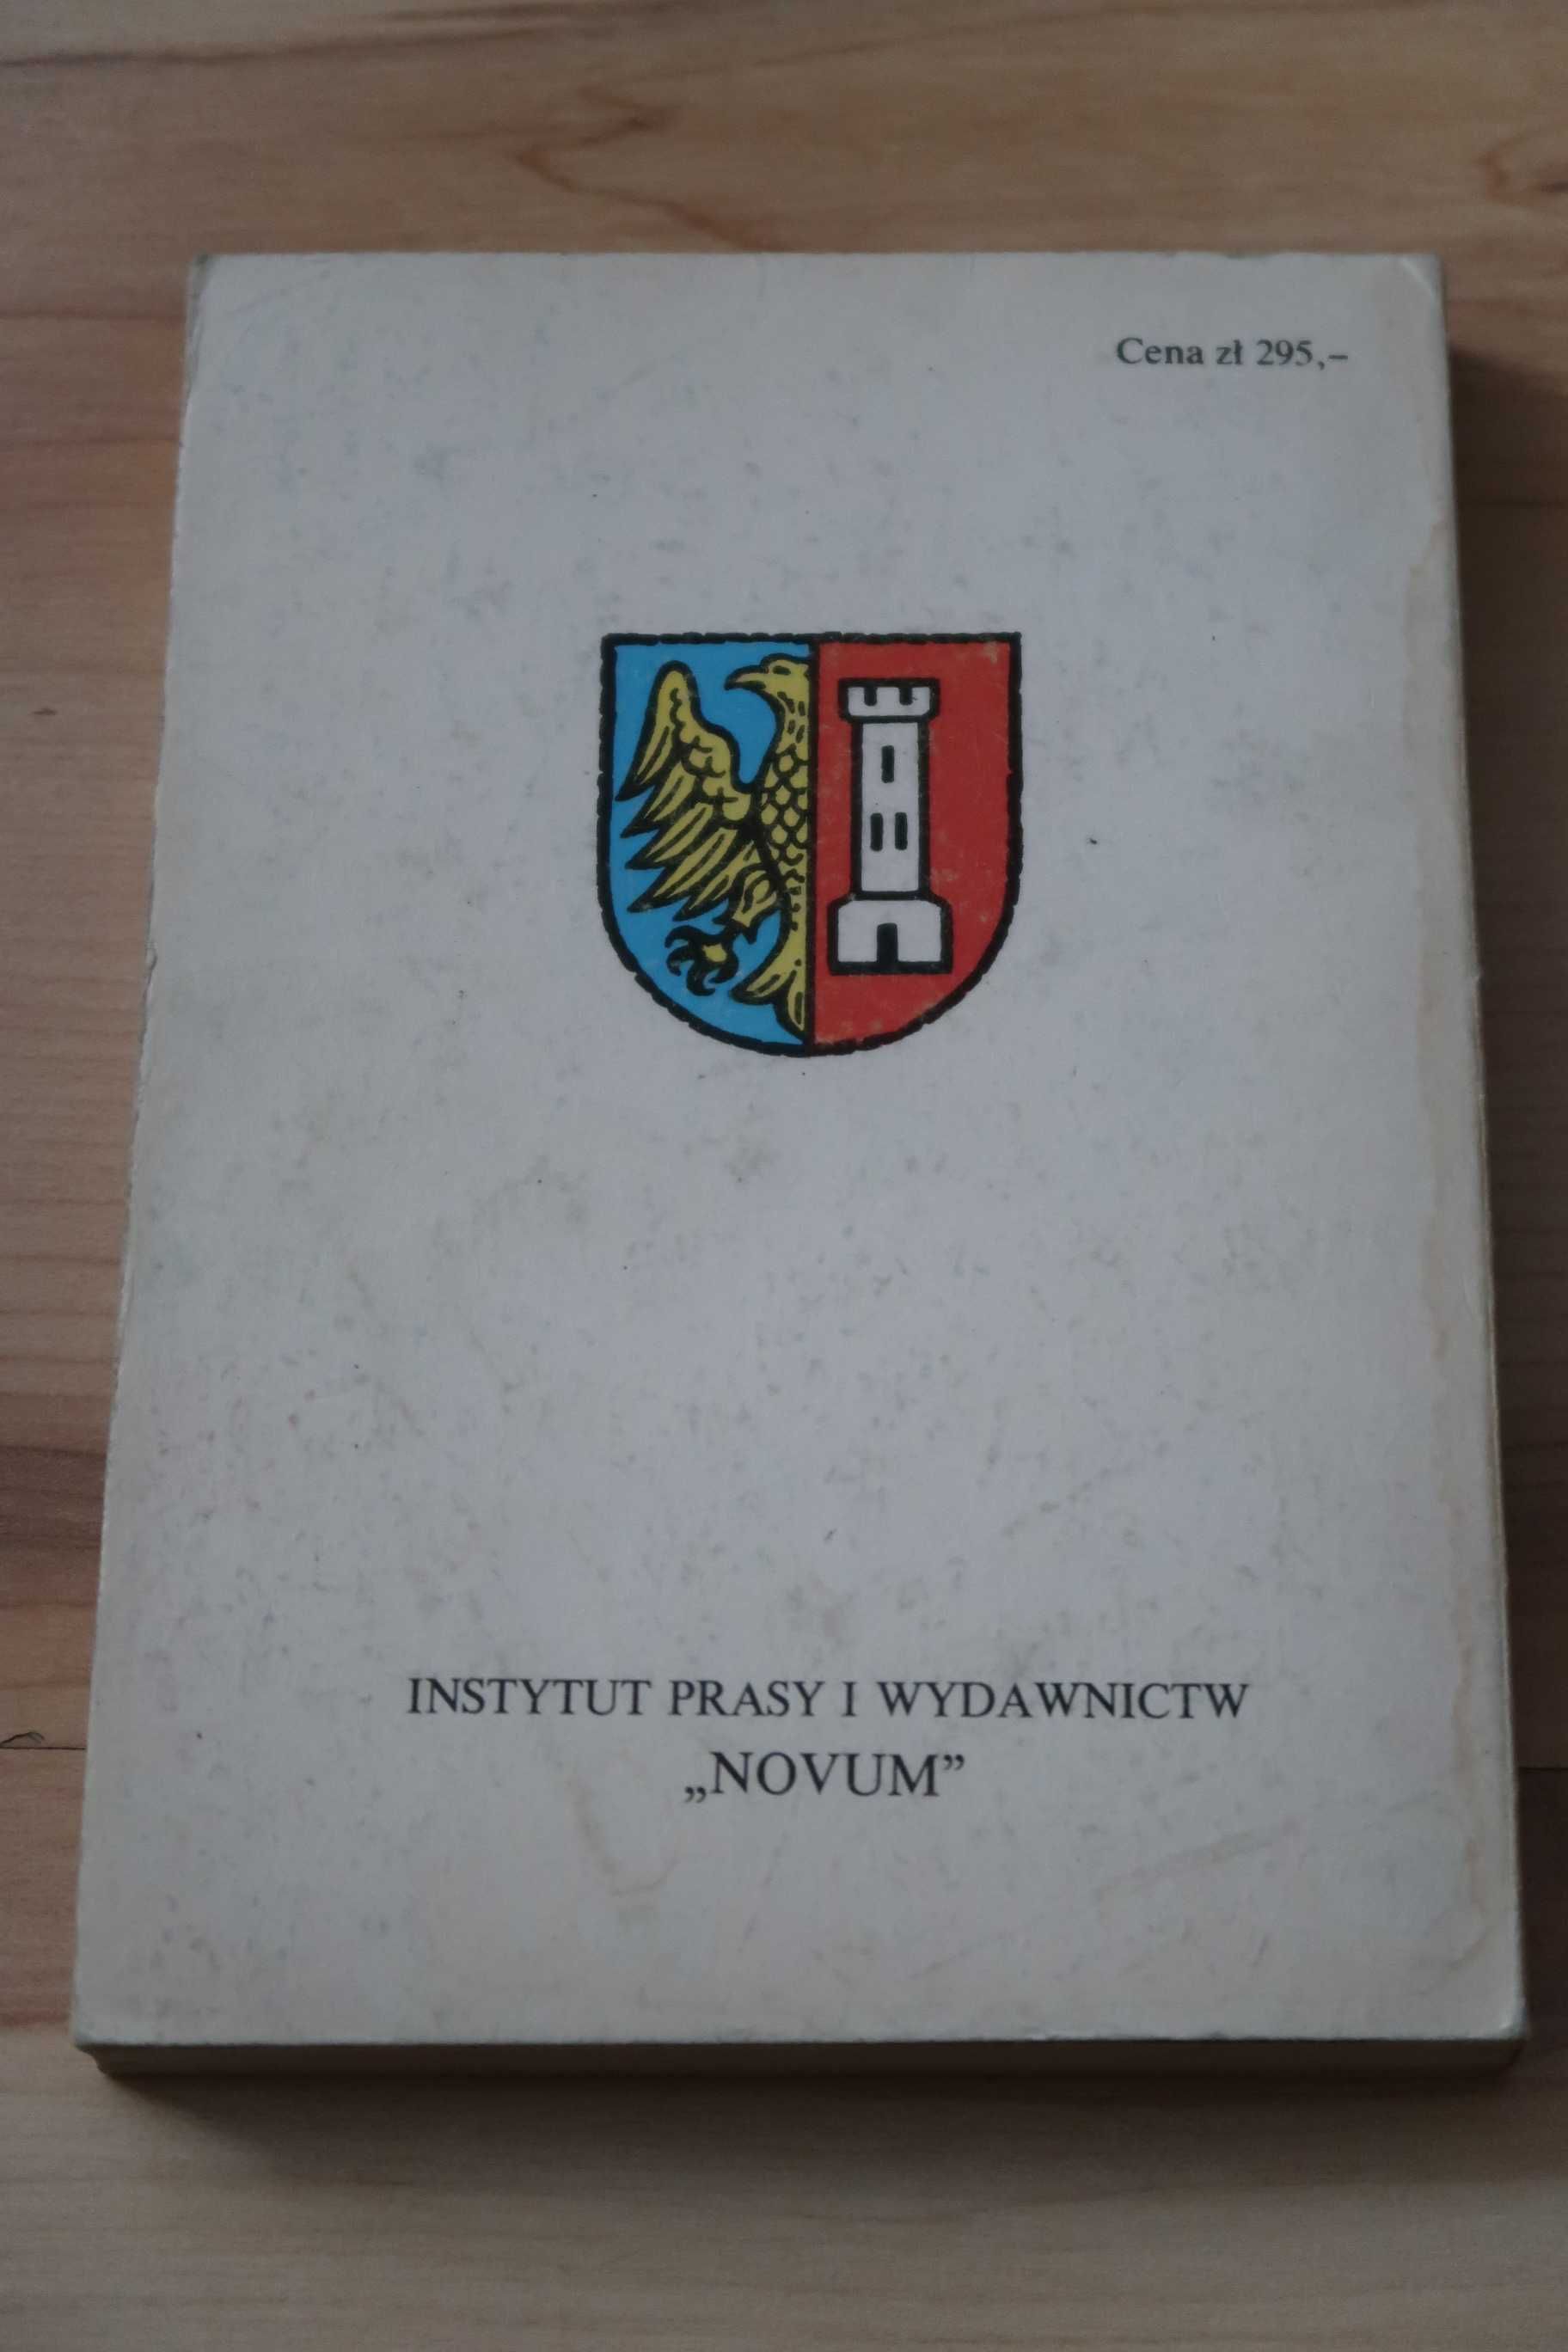 Cena zł 295,–
INSTYTUT PRASY I WYDAWNICTW
„NOVUM”